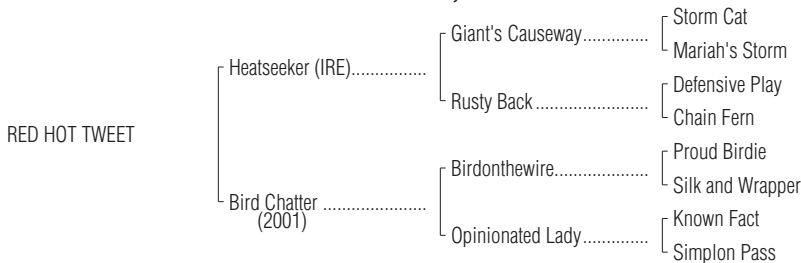 Storm Cat
Giant's Causeway..............
Mariah's Storm
Heatseeker (IRE)................
Defensive Play
Rusty Back ...............
Chain Fern
RED HOT TWEET
Proud Birdie
Birdonthewire....................
Silk and Wrapper
Bird Chatter ......................
(2001)
Known Fact
Opinionated Lady..............
Simplon Pass